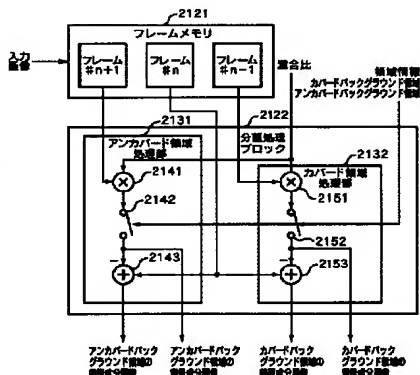 2121
フレームメモリ
入力
画像
フレーム
#n+1
フレーム
#n
フレーム
#n-1
混合比
領域情報
カバードバックグラウンド領域
アンカバードバックグラウンド領域
2122
分離処理
ブロック
2131
アンカバード領域
処理部
2132
カバード領域
処理部
2141
2142
2143
2151
2152
2153
アンカバードバック
グラウンド領域の
アンカバードバック
グラウンド領域の
カバードバック
グラウンド領域の
カバードバック
グラウンド領域の